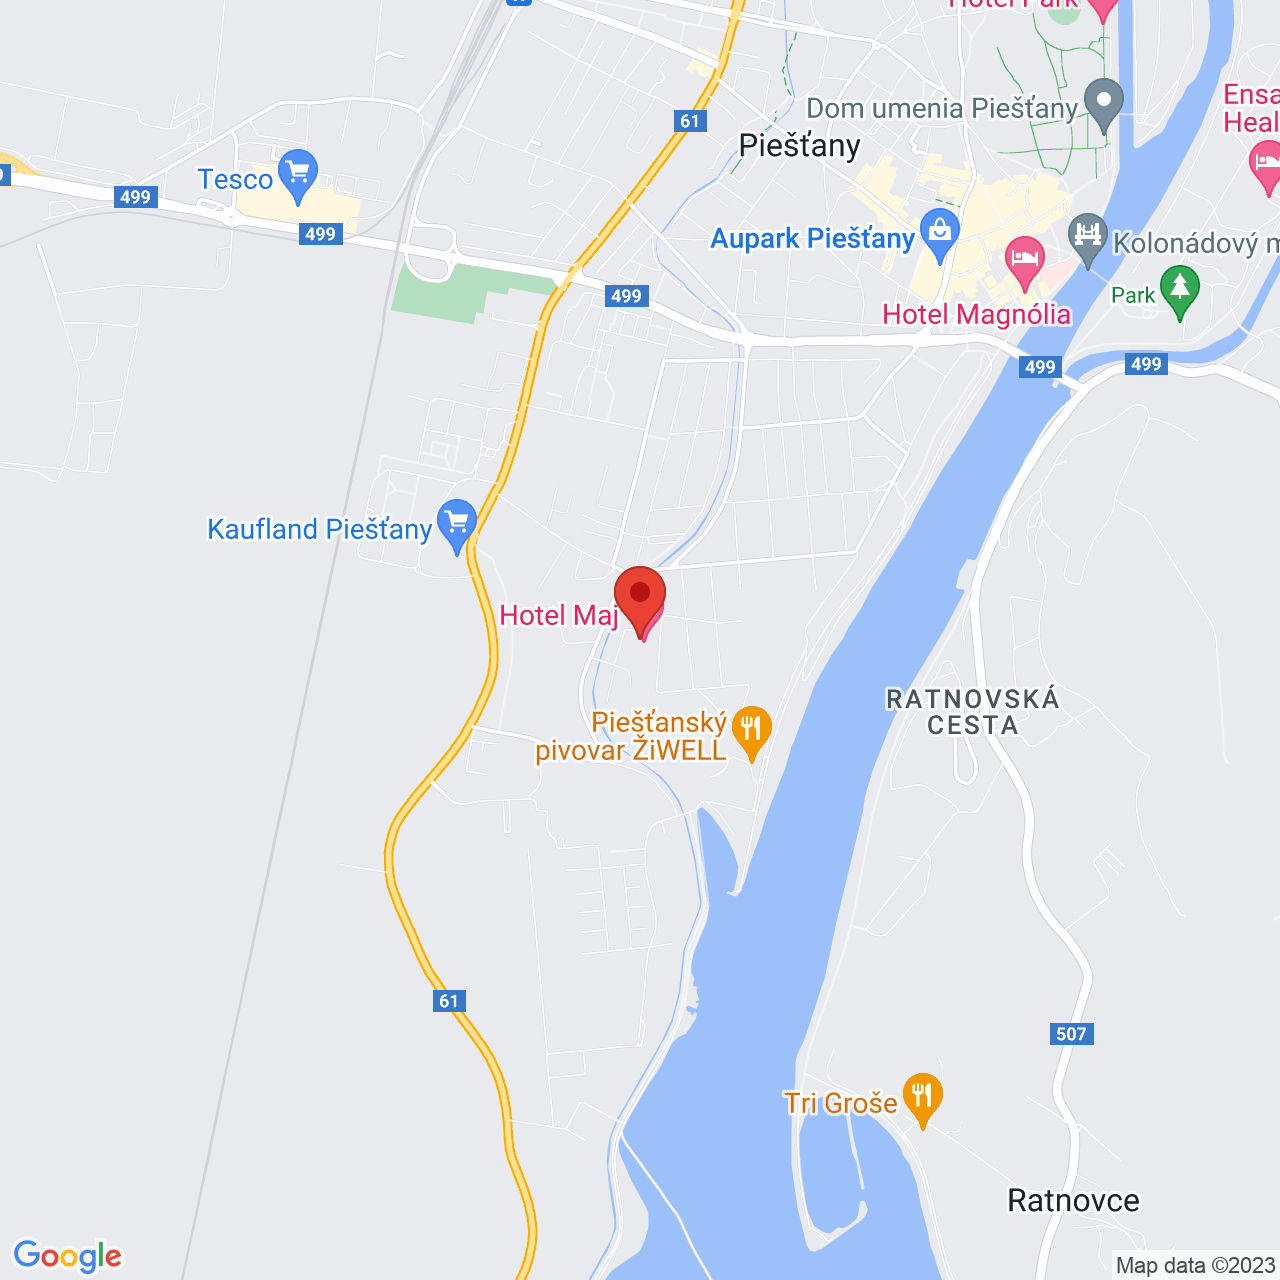 Hotel Park
61
Dom umenia Piešťany
Ensa
Heal
Piešťany
Tesco
499
499
Aupark Piešťany
Kolonádový m
499
Park
Hotel Magnólia
499
499
Kaufland Piešťany
Hotel Maj
RATNOVSKÁ
CESTA
Piešťanský
pivovar ŽiWELL
61
507
Tri Groše
Ratnovce
Google
Map data ©2023